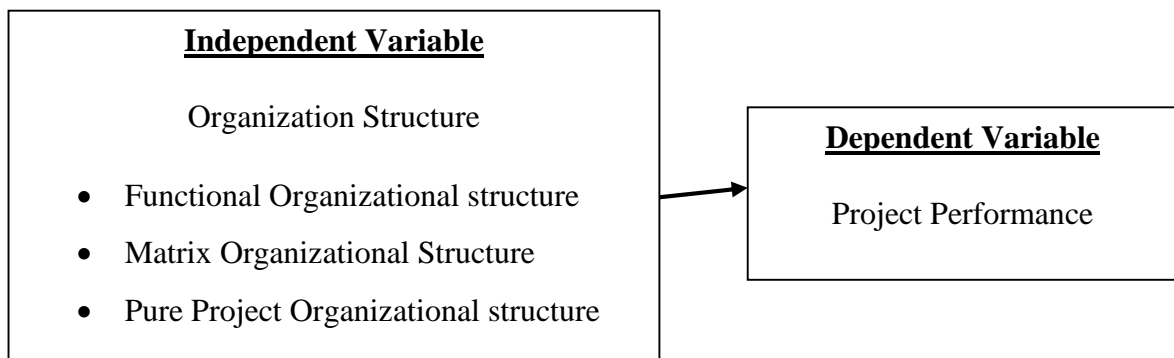 Independent Variable
Organization Structure
• Functional Organizational structure
• Matrix Organizational Structure
• Pure Project Organizational structure
Dependent Variable
Project Performance